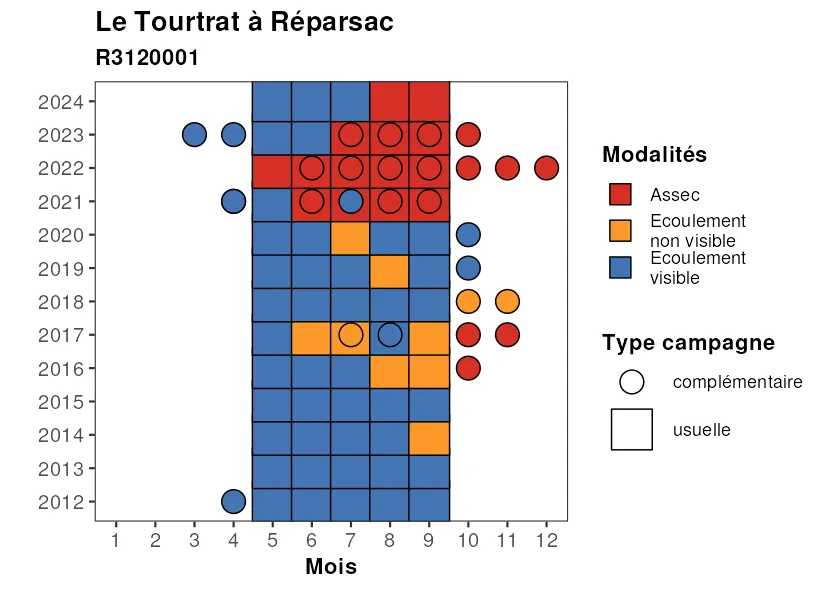 Le Tourtrat à Réparsac
R3120001
2024
2023
2022
2021
2020
2019
2018
2017
2016
2015
2014
2013
2012
1 2 3 4 5 6 7 8 9 10 11 12
Mois
Modalités
Assec
Ecoulement
non visible
Ecoulement
visible
Type campagne
complémentaire
usuelle